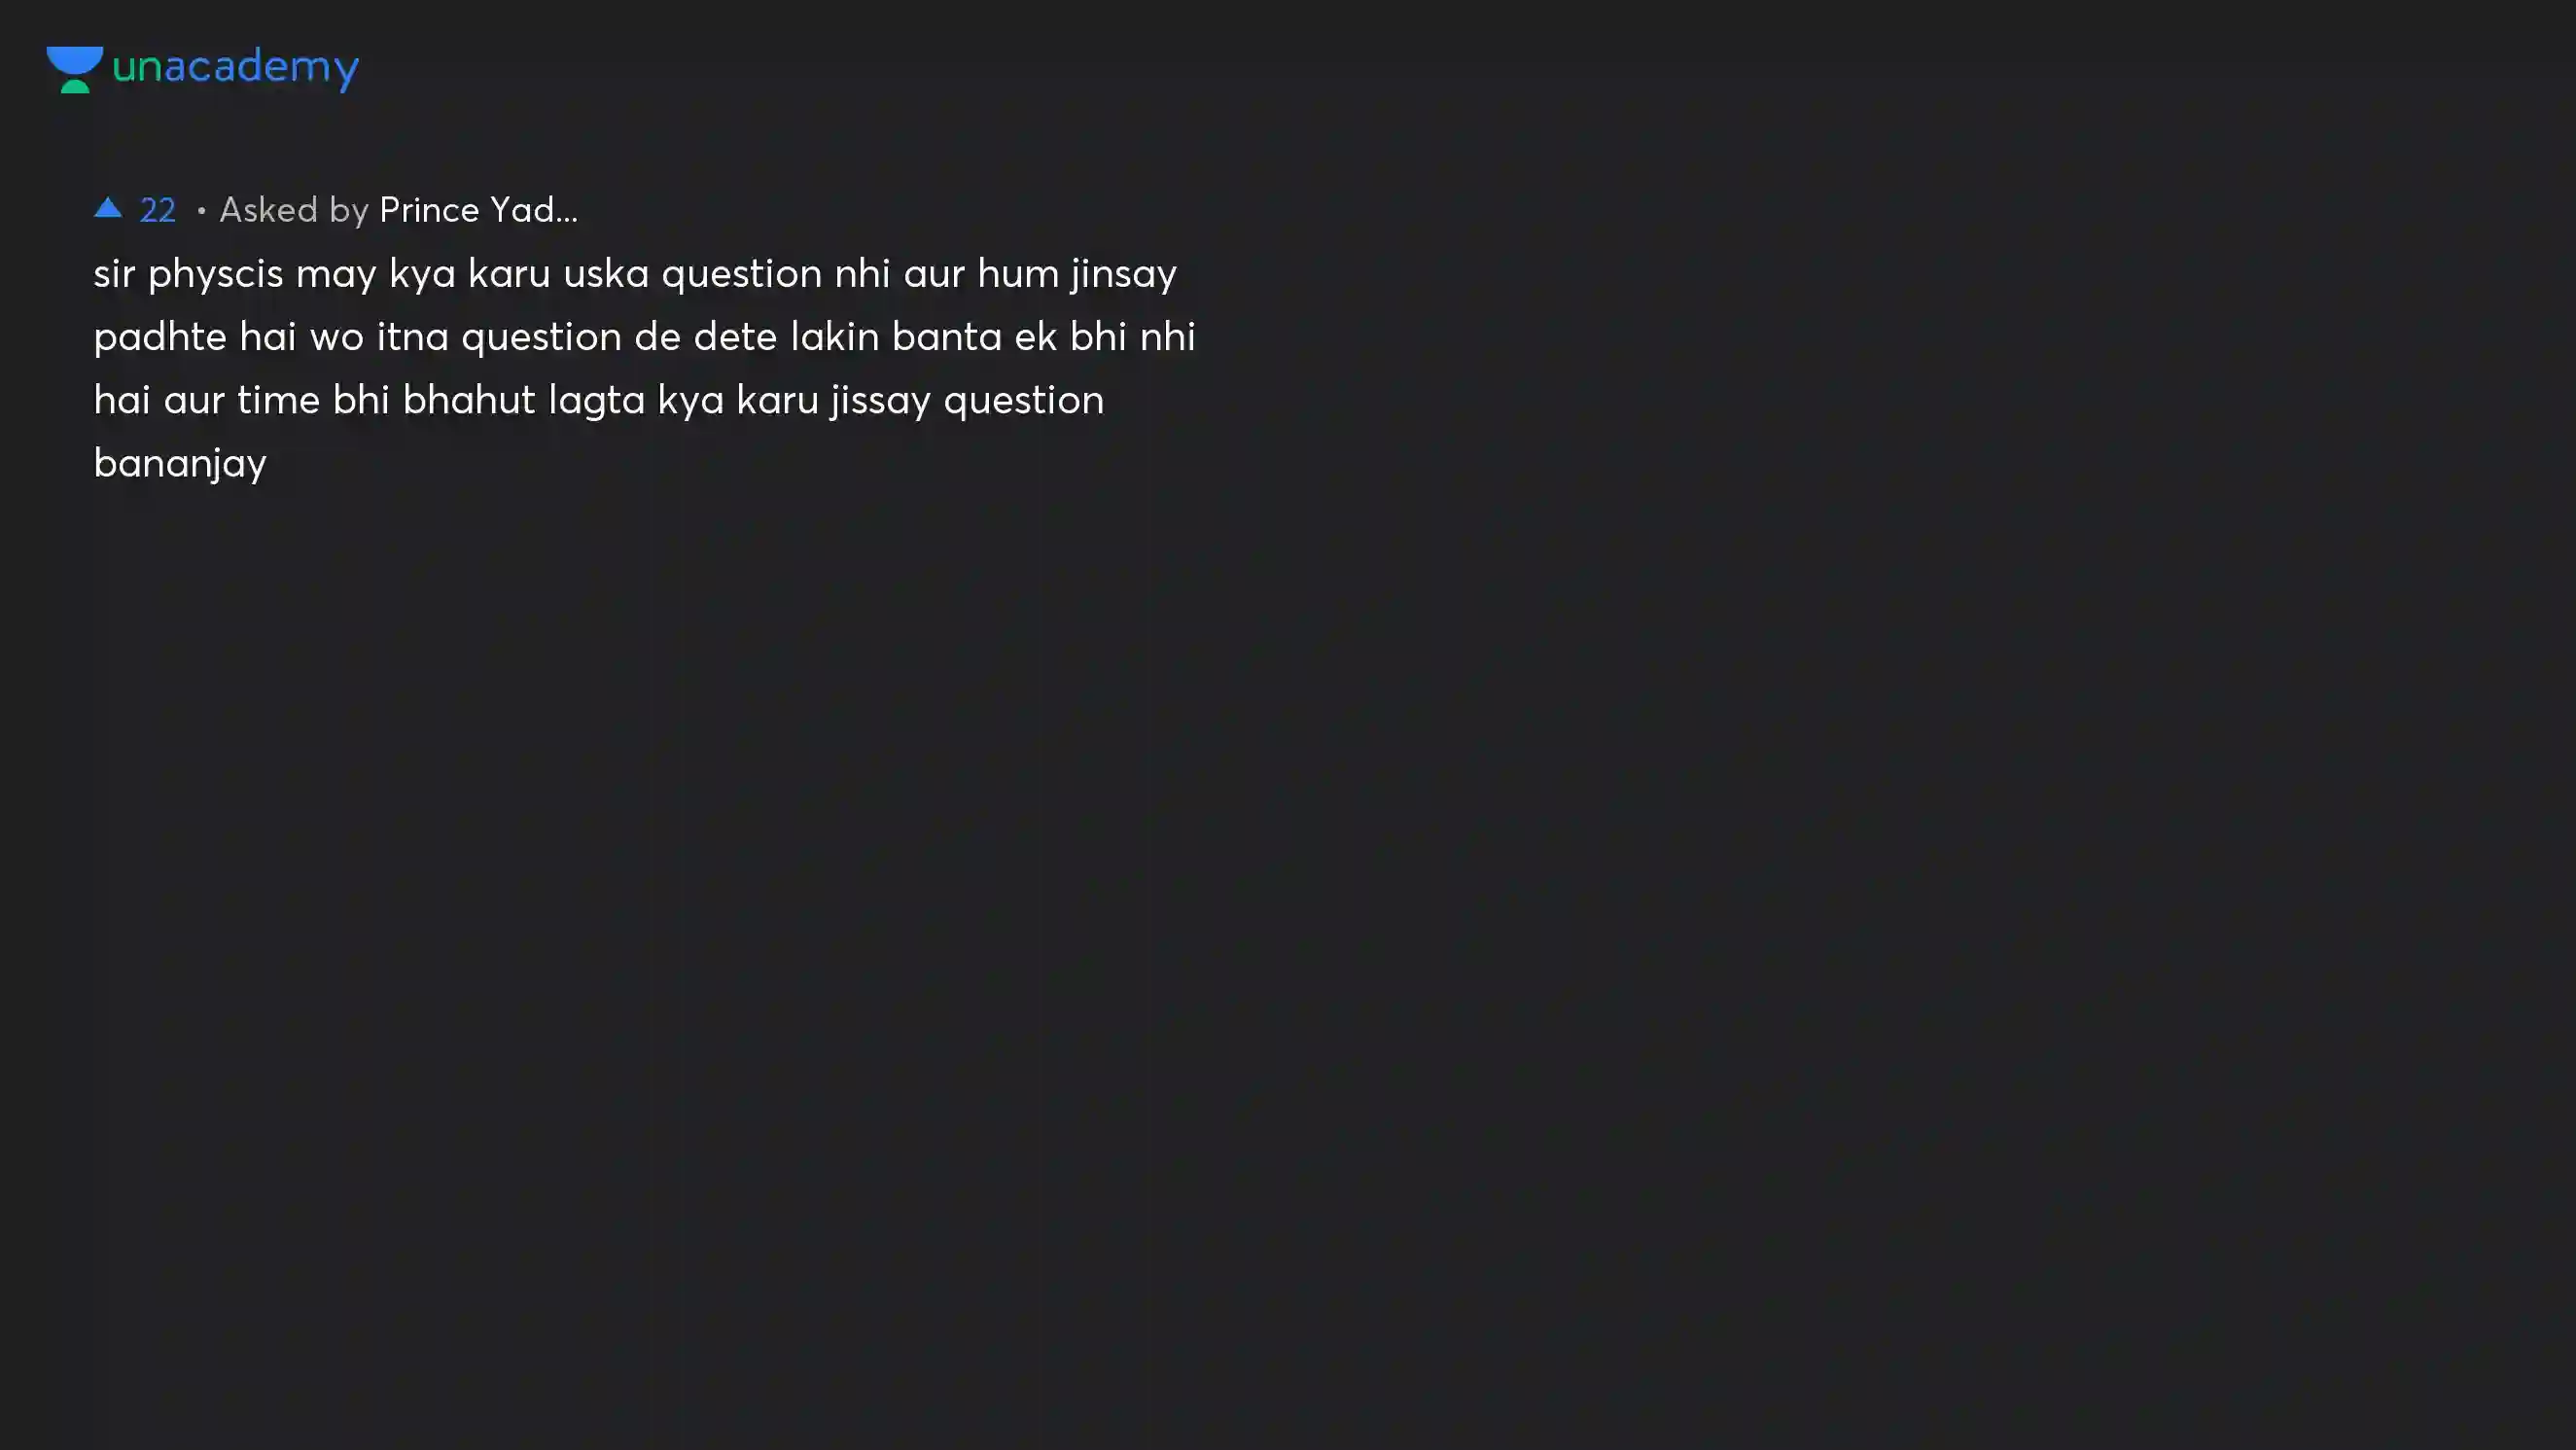 unacademy
▲ 22 • Asked by Prince Yad...
sir physcis may kya karu uska question nhi aur hum jinsay
padhte hai wo itna question de dete lakin banta ek bhi nhi
hai aur time bhi bhahut lagta kya karu jissay question
bananjay